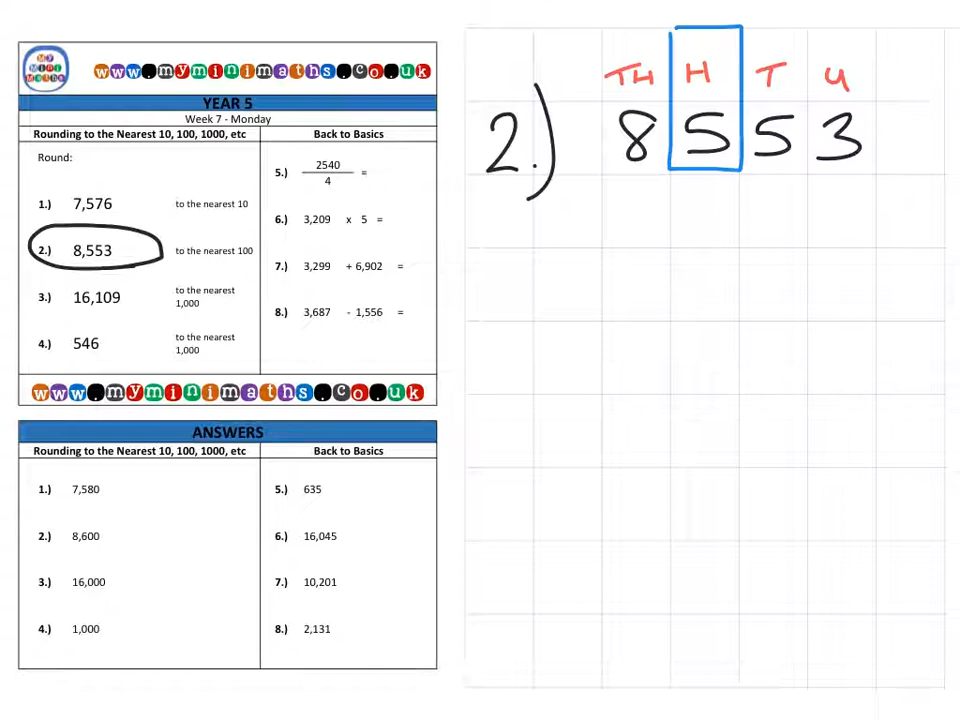 My
Mini
Maths
www.myminimaths.co.uk
YEAR 5
Week 7 - Monday
Rounding to the Nearest 10, 100, 1000, etc Back to Basics
Round:
1.) 7,576 to the nearest 10
2.) 8,553 to the nearest 100
3.) 16,109 to the nearest 1,000
4.) 546 to the nearest 1,000
5.) 2540
4 =
6.) 3,209 x 5 =
7.) 3,299 + 6,902 =
8.) 3,687 - 1,556 =
www.myminimaths.co.uk
ANSWERS
Rounding to the Nearest 10, 100, 1000, etc Back to Basics
1.) 7,580
2.) 8,600
3.) 16,000
4.) 1,000
5.) 635
6.) 16,045
7.) 10,201
8.) 2,131
TH H T U
2.) 8 5 5 3